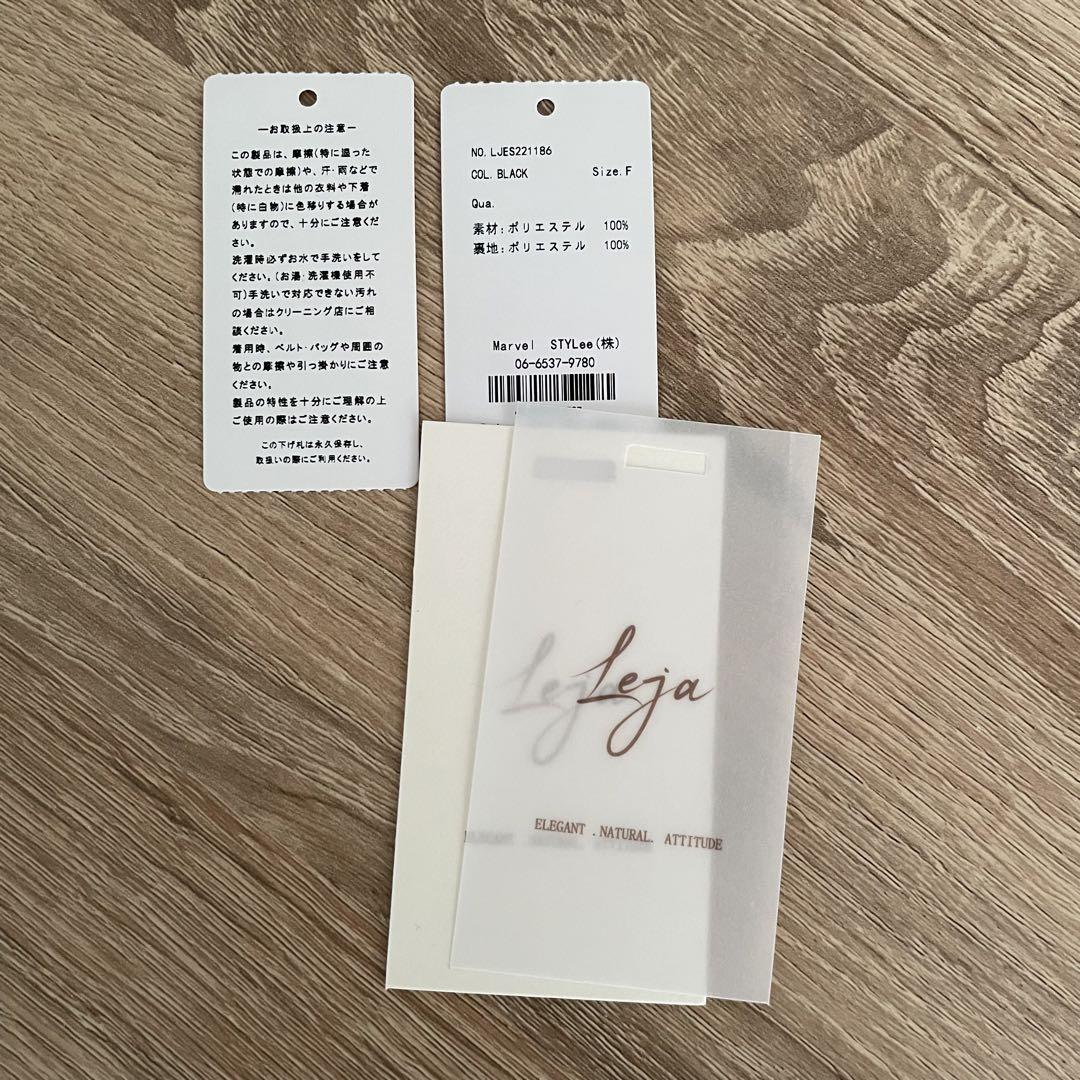 ーお取扱上の注意ー
この製品は、摩擦(特に湿った
状態での摩擦)や、汗・雨などで
濡れたときは他の衣料や下着
(特に白物)に色移りする場合が
ありますので、十分にご注意くだ
さい。
洗濯時必ずお水で手洗いをして
ください。(お湯・洗濯機使用不
可)手洗いで対応できない汚れ
の場合はクリーニング店にご相
談ください。
着用時、ベルト・バッグや周囲の
物との摩擦や引っ掛かりにご注意
ください。
製品の特性を十分にご理解の上
ご使用の際はご注意ください。
この下げ札は永久保存し、
取扱いの際にご利用ください。
NO. LJES221186
COL. BLACK Size. F
Qua.
素材:ポリエステル 100%
裏地:ポリエステル 100%
Marvel STYLee(株)
06-6537-9780
Leja
ELEGANT .NATURAL. ATTITUDE